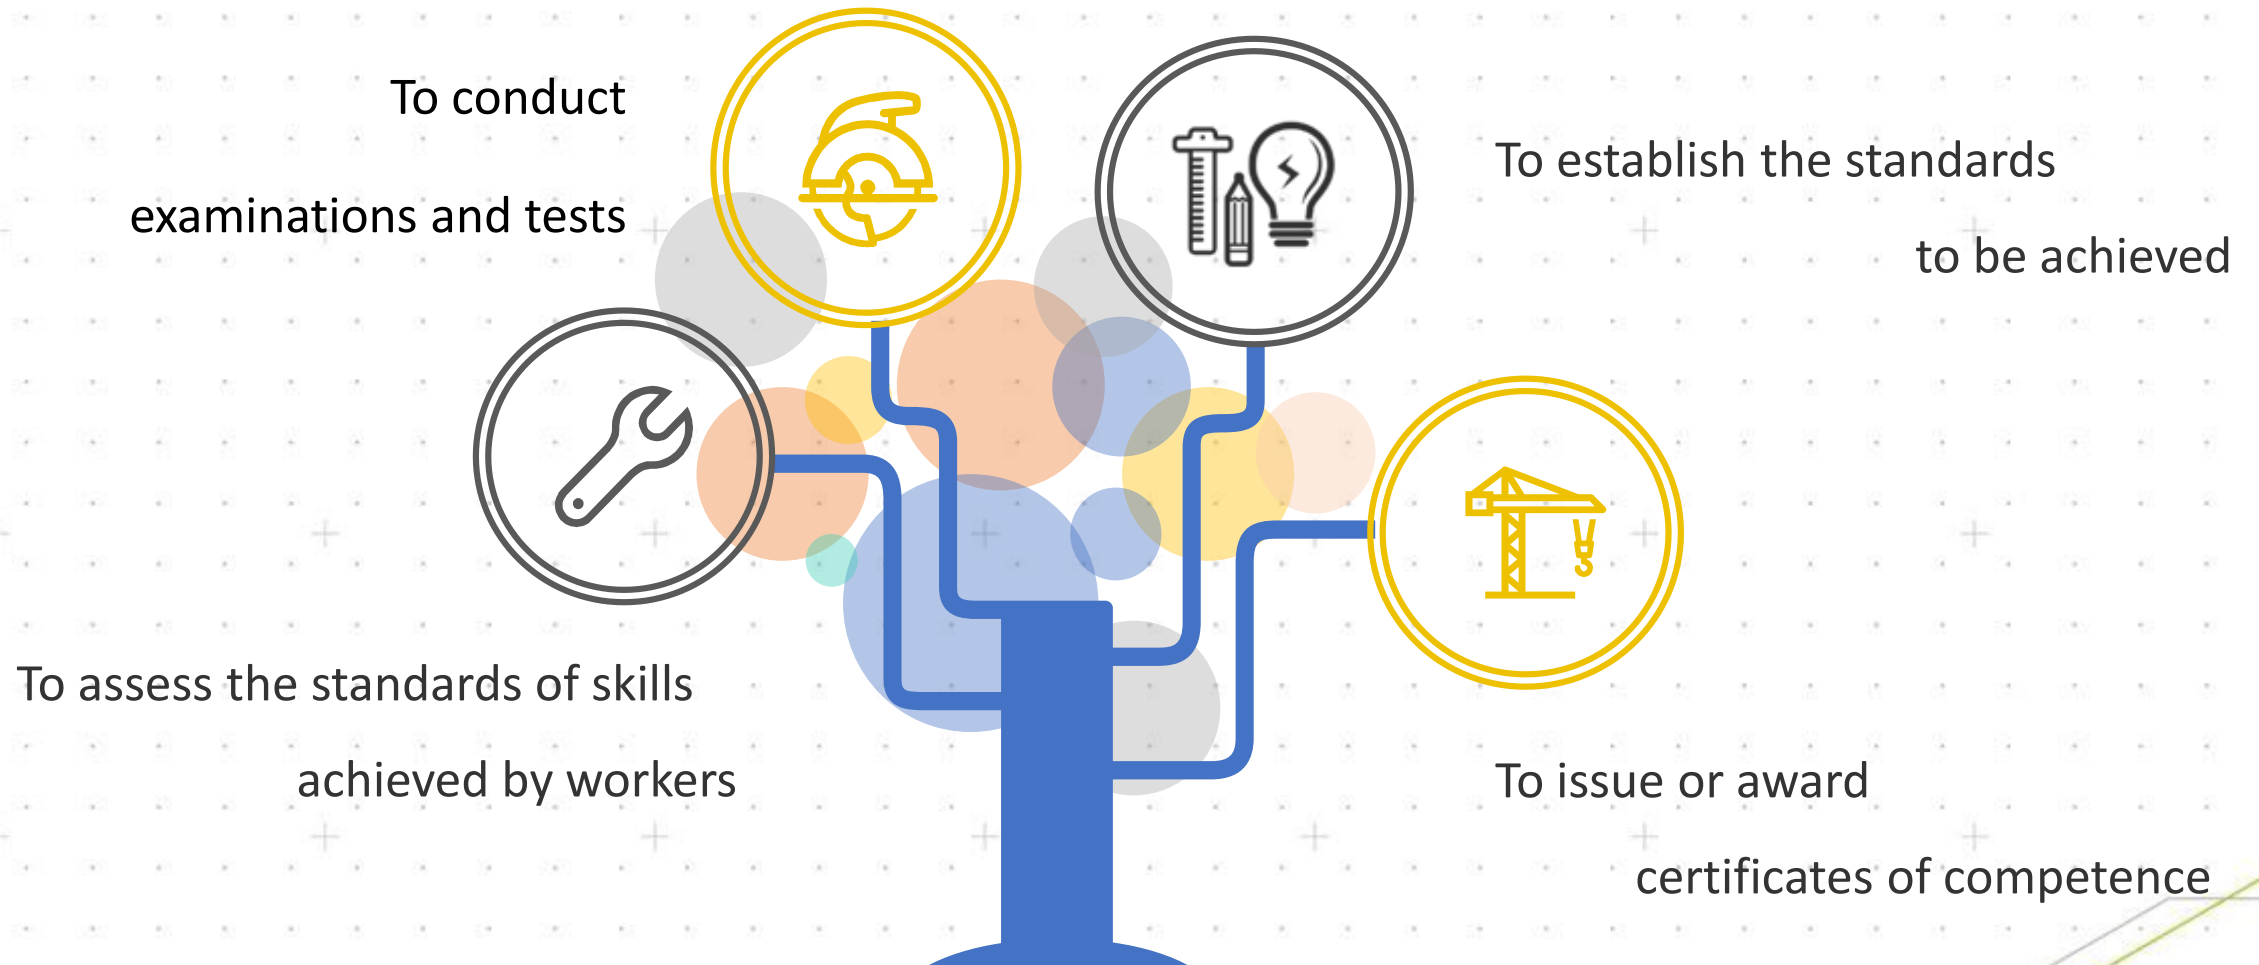 To conduct
examinations and tests
To establish the standards
to be achieved
To assess the standards of skills
achieved by workers
To issue or award
certificates of competence